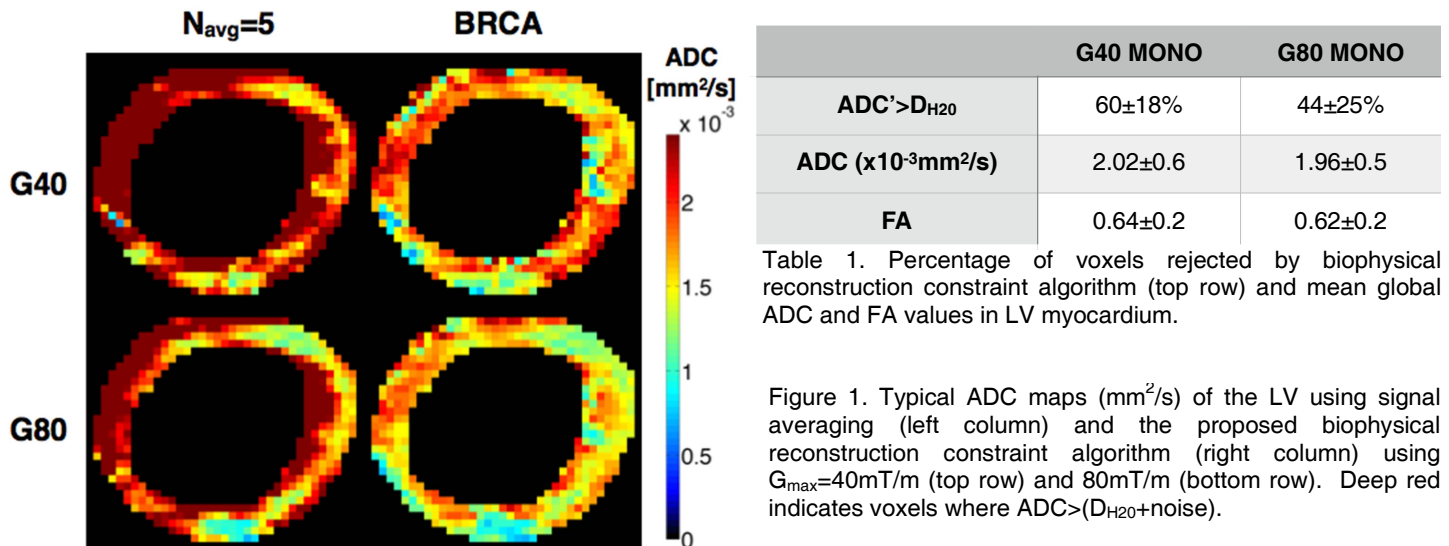 Navg=5 BRCA
ADC
[mm²/s]
x 10⁻³
G40
2
1.5
G80
1
0.5
0
G40 MONO G80 MONO
ADC’>DH20 60±18% 44±25%
ADC (x10⁻³mm²/s) 2.02±0.6 1.96±0.5
FA 0.64±0.2 0.62±0.2
Table 1. Percentage of voxels rejected by biophysical
reconstruction constraint algorithm (top row) and mean global
ADC and FA values in LV myocardium.
Figure 1. Typical ADC maps (mm²/s) of the LV using signal
averaging (left column) and the proposed biophysical
reconstruction constraint algorithm (right column) using
Gmax=40mT/m (top row) and 80mT/m (bottom row). Deep red
indicates voxels where ADC>(DH20+noise).